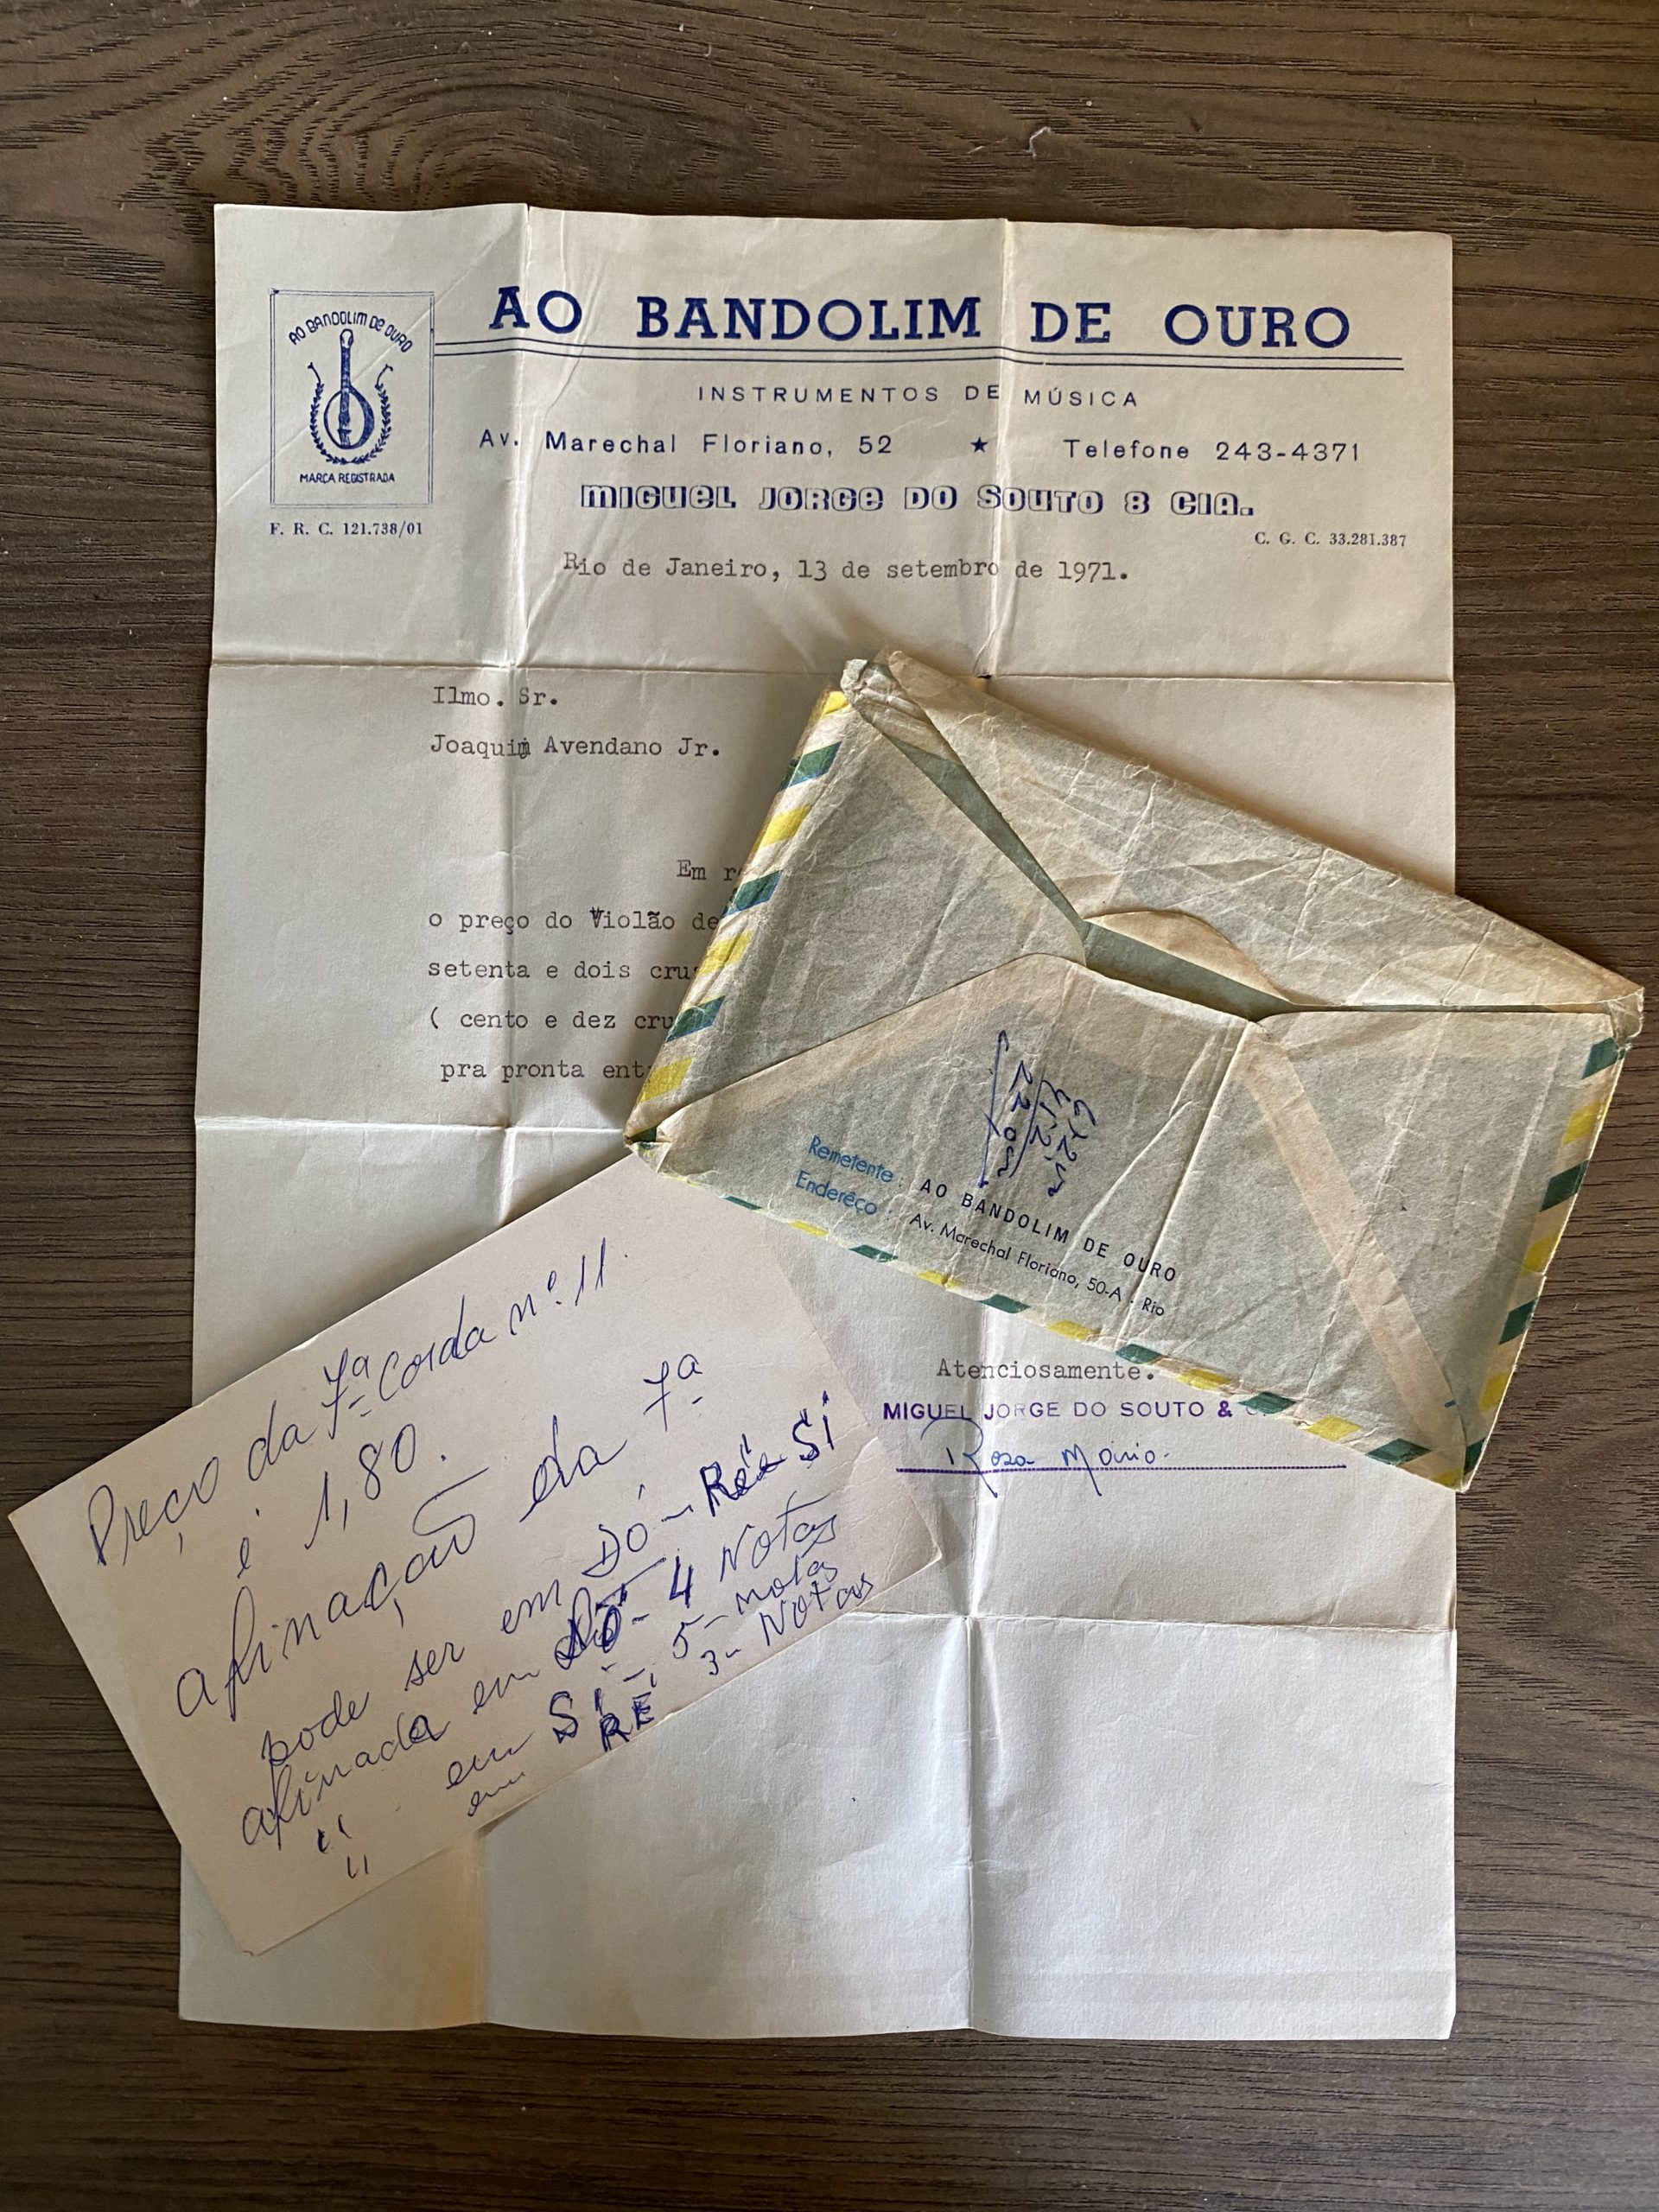 AO BANDOLIM DE OURO
MARCA REGISTRADA
F. R. C. 121.738/01
AO BANDOLIM DE OURO
INSTRUMENTOS DE MÚSICA
Av. Marechal Floriano, 52 ★ Telefone 243-4371
MIGUEL JORGE DO SOUTO & CIA.
C. G. C. 33.281.387
Rio de Janeiro, 13 de setembro de 1971.
Ilmo. Sr.
Joaquim Avendano Jr.
Em
o preço do Violão de
setenta e dois
( cento e dez
pra pronta
Remetente: AO BANDOLIM DE OURO
Enderêço: Av. Marechal Floriano, 50-A - Rio
Atenciosamente.
MIGUEL JORGE DO SOUTO &
Rosa Maria
Preço da 7ª Corda nº 11.
é 1,80.
Afinação da 7ª
pode ser em Dó - Ré e Si
afinada em Dó - 4 Notas
" em Si - 5 - notas
" em RÉ 3 - Notas